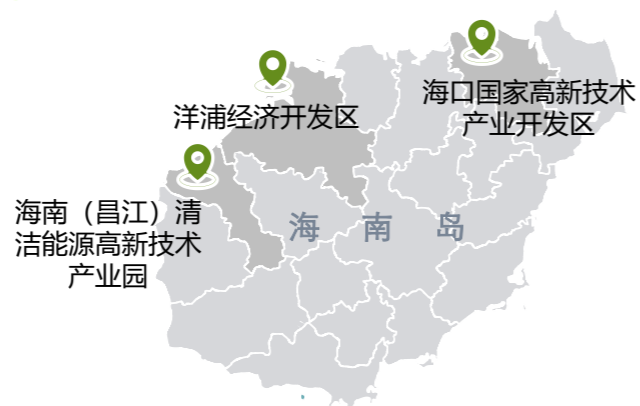 海口国家高新技术
产业开发区
洋浦经济开发区
海南（昌江）清
洁能源高新技术
产业园
海南岛